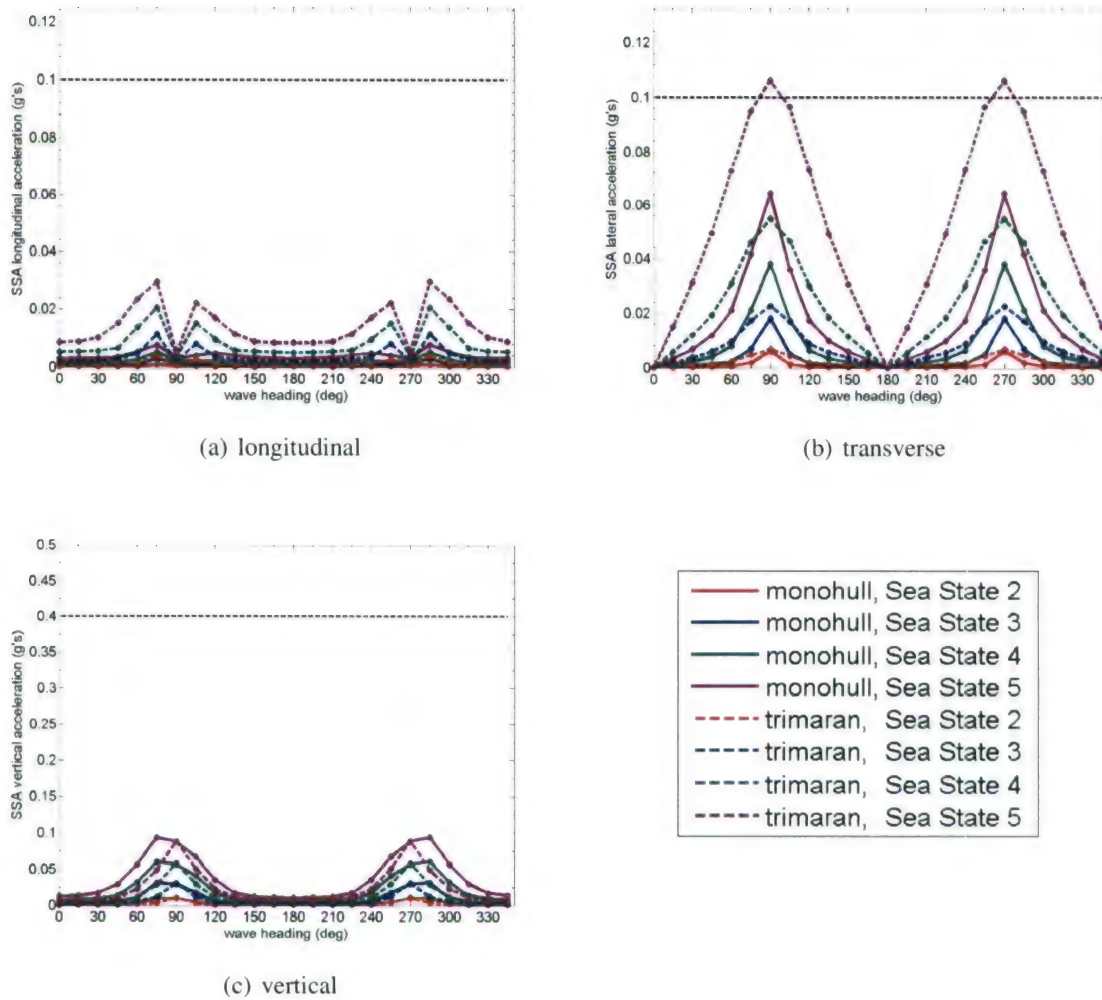 0.12
0.1
0.08
0.06
0.04
0.02
0
SSA longitudinal acceleration (g's)
0 30 60 90 120 150 180 210 240 270 300 330
wave heading (deg)
(a) longitudinal
0.12
0.1
0.08
0.06
0.04
0.02
0
SSA lateral acceleration (g's)
0 30 60 90 120 150 180 210 240 270 300 330
wave heading (deg)
(b) transverse
0.5
0.45
0.4
0.35
0.3
0.25
0.2
0.15
0.1
0.05
0
SSA vertical acceleration (g's)
0 30 60 90 120 150 180 210 240 270 300 330
wave heading (deg)
(c) vertical
monohull, Sea State 2
monohull, Sea State 3
monohull, Sea State 4
monohull, Sea State 5
trimaran, Sea State 2
trimaran, Sea State 3
trimaran, Sea State 4
trimaran, Sea State 5